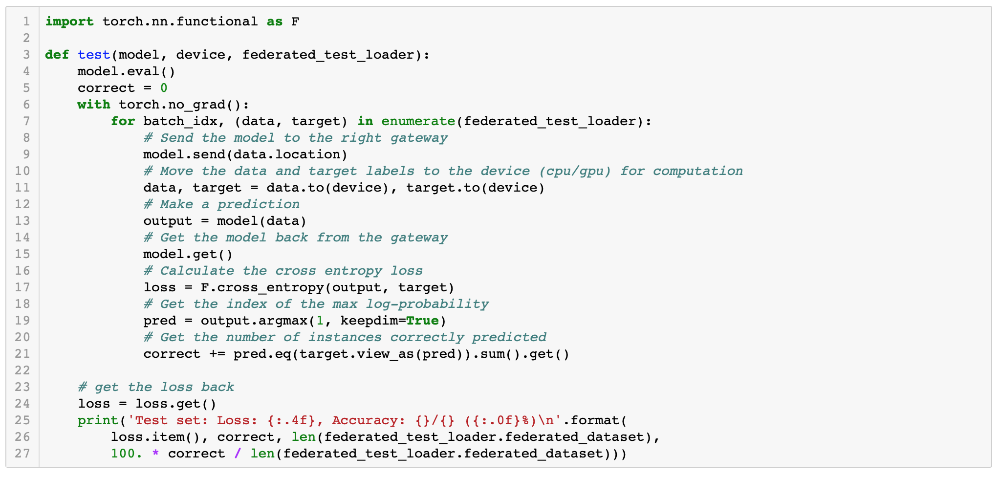 1 import torch.nn.functional as F
2
3 def test(model, device, federated_test_loader):
4     model.eval()
5     correct = 0
6     with torch.no_grad():
7         for batch_idx, (data, target) in enumerate(federated_test_loader):
8             # Send the model to the right gateway
9             model.send(data.location)
10             # Move the data and target labels to the device (cpu/gpu) for computation
11             data, target = data.to(device), target.to(device)
12             # Make a prediction
13             output = model(data)
14             # Get the model back from the gateway
15             model.get()
16             # Calculate the cross entropy loss
17             loss = F.cross_entropy(output, target)
18             # Get the index of the max log-probability
19             pred = output.argmax(1, keepdim=True)
20             # Get the number of instances correctly predicted
21             correct += pred.eq(target.view_as(pred)).sum().get()
22
23     # get the loss back
24     loss = loss.get()
25     print('Test set: Loss: {:.4f}, Accuracy: {}/{} ({:.0f}%)\n'.format(
26         loss.item(), correct, len(federated_test_loader.federated_dataset),
27         100. * correct / len(federated_test_loader.federated_dataset)))